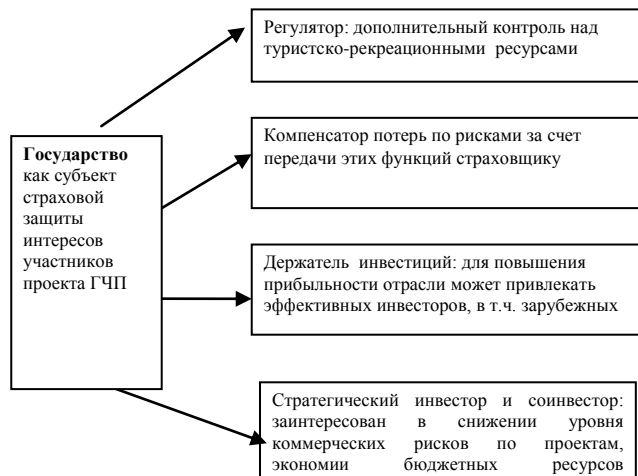 Регулятор: дополнительный контроль над
туристско-рекреационными ресурсами
Компенсатор потерь по рисками за счет
передачи этих функций страховщику
Государство
как субъект
страховой
защиты
интересов
участников
проекта ГЧП
Держатель инвестиций: для повышения
прибыльности отрасли может привлекать
эффективных инвесторов, в т.ч. зарубежных
Стратегический инвестор и соинвестор:
заинтересован в снижении уровня
коммерческих рисков по проектам,
экономии бюджетных ресурсов